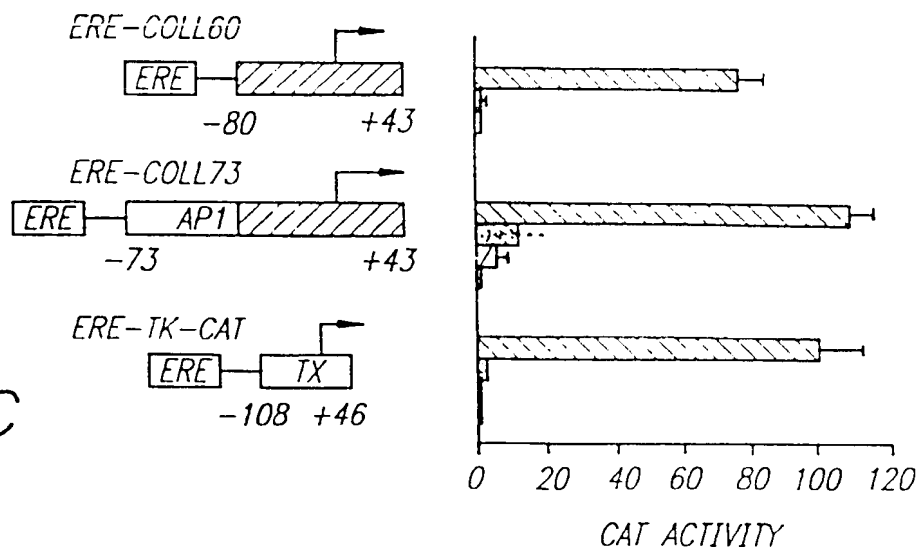 ERE-COLL60
ERE
-80 +43
ERE-COLL73
ERE AP1
-73 +43
ERE-TK-CAT
ERE TX
-108 +46
0 20 40 60 80 100 120
CAT ACTIVITY